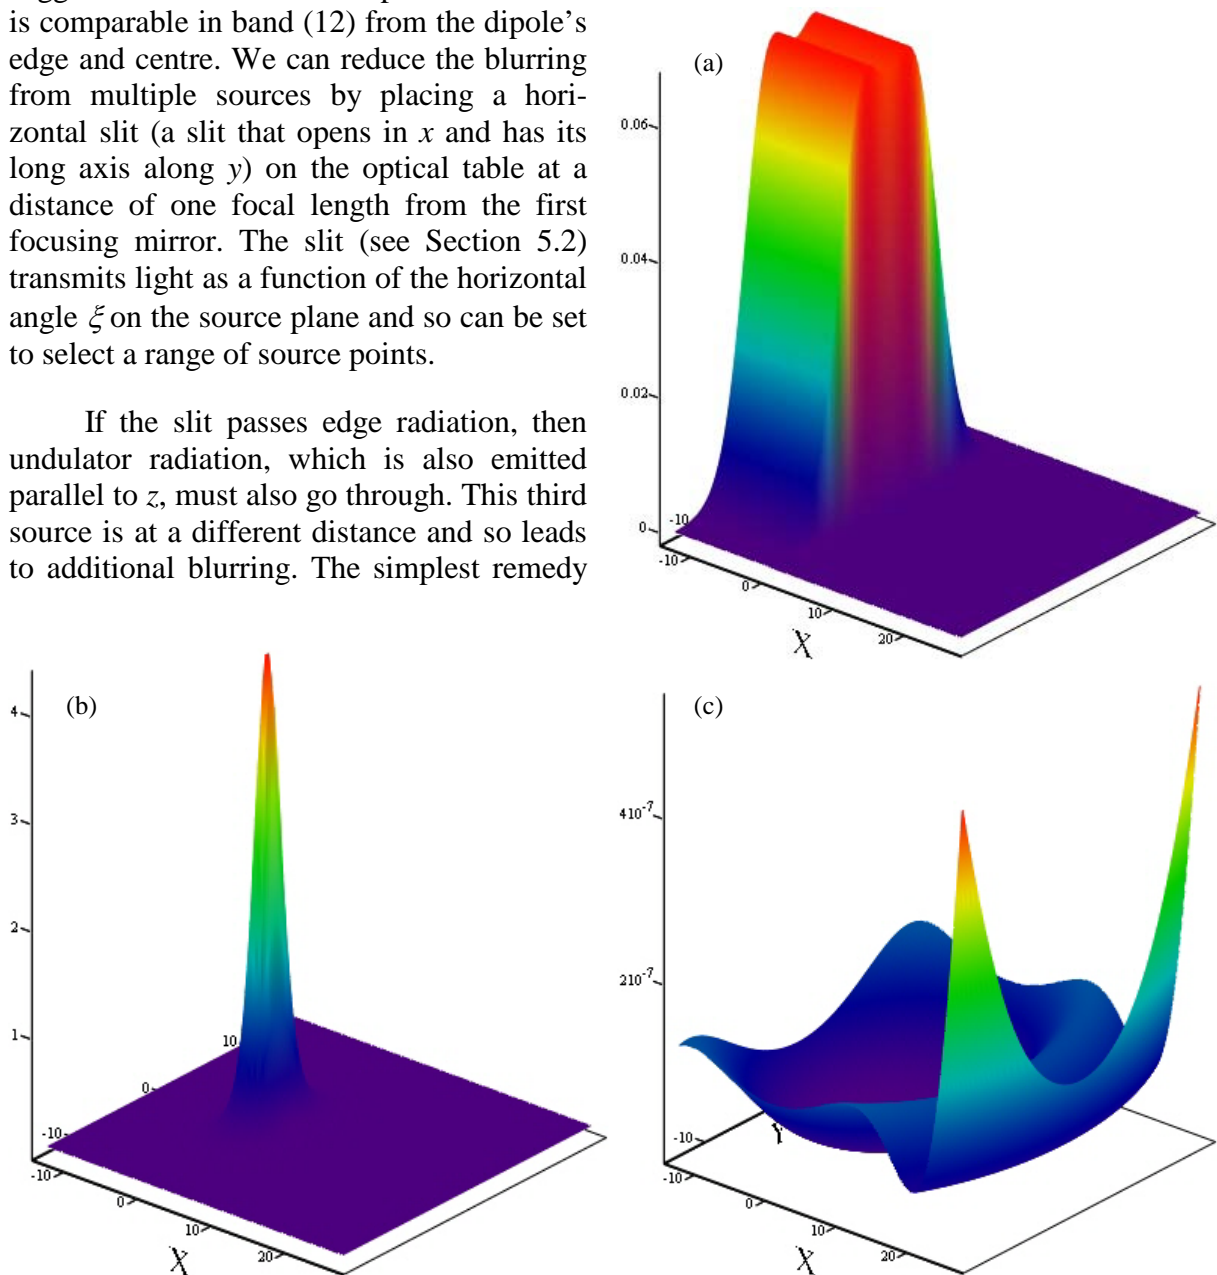 is comparable in band (12) from the dipole's
edge and centre. We can reduce the blurring
from multiple sources by placing a hori-
zontal slit (a slit that opens in x and has its
long axis along y) on the optical table at a
distance of one focal length from the first
focusing mirror. The slit (see Section 5.2)
transmits light as a function of the horizontal
angle ξ on the source plane and so can be set
to select a range of source points.
If the slit passes edge radiation, then
undulator radiation, which is also emitted
parallel to z, must also go through. This third
source is at a different distance and so leads
to additional blurring. The simplest remedy
(a)
0.06
0.04
0.02
0
-10
-10
0
10
20
X
(b)
4
3
2
1
10
0
-10
-10
0
10
20
X
(c)
410⁻⁷
210⁻⁷
Y
-10
-10
0
10
20
X